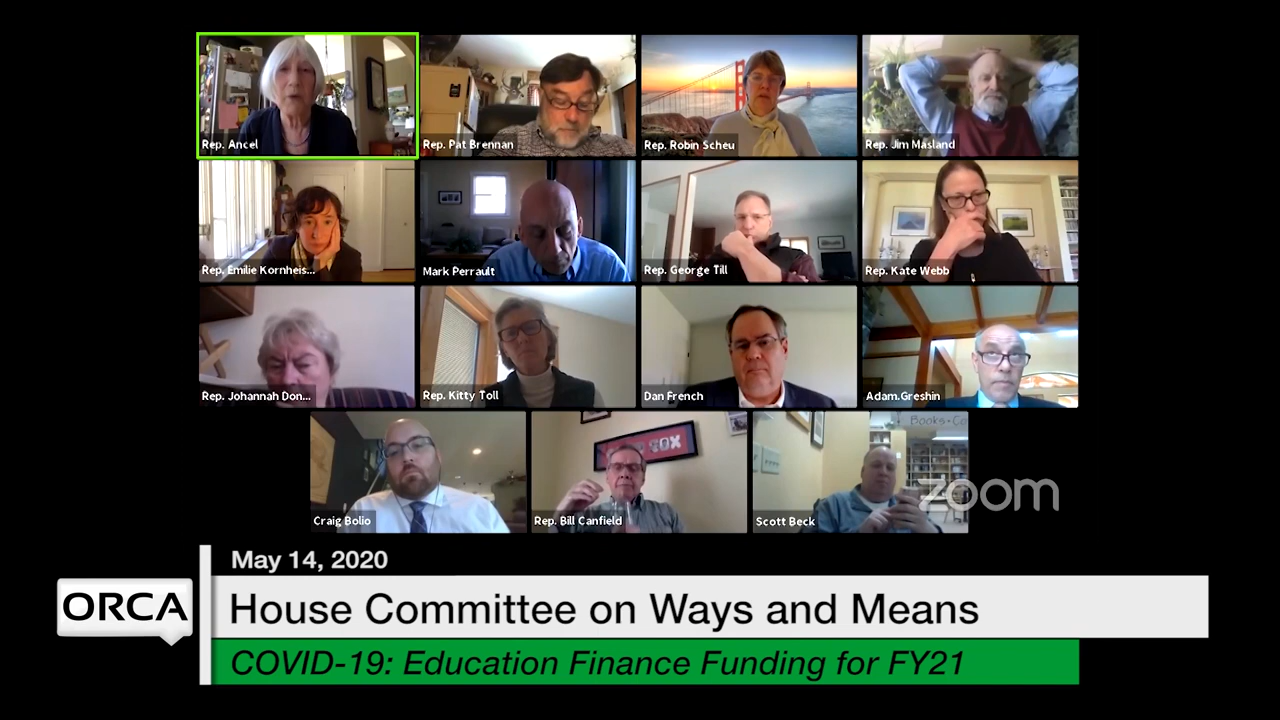 Rep. Ancel
Rep. Pat Brennan
Rep. Robin Scheu
Rep. Jim Masland
Rep. Emilie Kornheis...
Mark Perrault
Rep. George Till
Rep. Kate Webb
Rep. Johannah Don...
Rep. Kitty Toll
Dan French
Adam.Greshin
SOX
Books•Co
Craig Bolio
Rep. Bill Canfield
Scott Beck
zoom
May 14, 2020
ORCA
House Committee on Ways and Means
COVID-19: Education Finance Funding for FY21